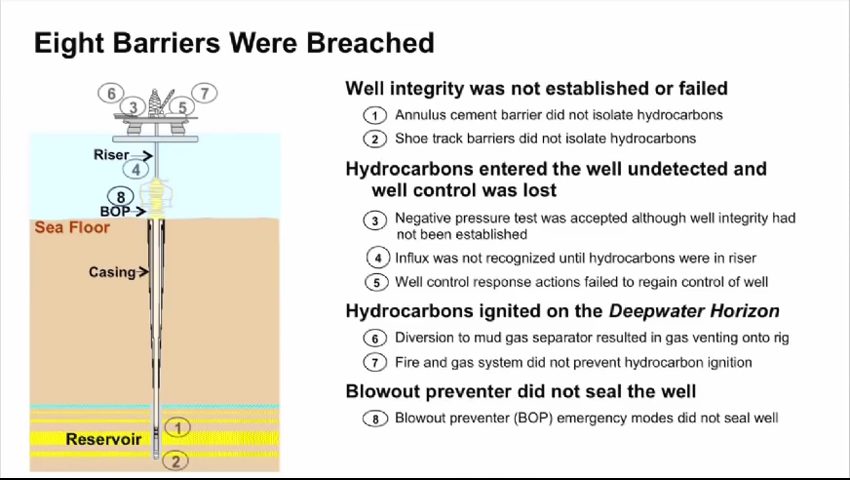 Eight Barriers Were Breached
6
7
3
5
Riser
4
8
BOP
Sea Floor
Casing
1
Reservoir
2
Well integrity was not established or failed
1 Annulus cement barrier did not isolate hydrocarbons
2 Shoe track barriers did not isolate hydrocarbons
Hydrocarbons entered the well undetected and
well control was lost
3 Negative pressure test was accepted although well integrity had
not been established
4 Influx was not recognized until hydrocarbons were in riser
5 Well control response actions failed to regain control of well
Hydrocarbons ignited on the Deepwater Horizon
6 Diversion to mud gas separator resulted in gas venting onto rig
7 Fire and gas system did not prevent hydrocarbon ignition
Blowout preventer did not seal the well
8 Blowout preventer (BOP) emergency modes did not seal well